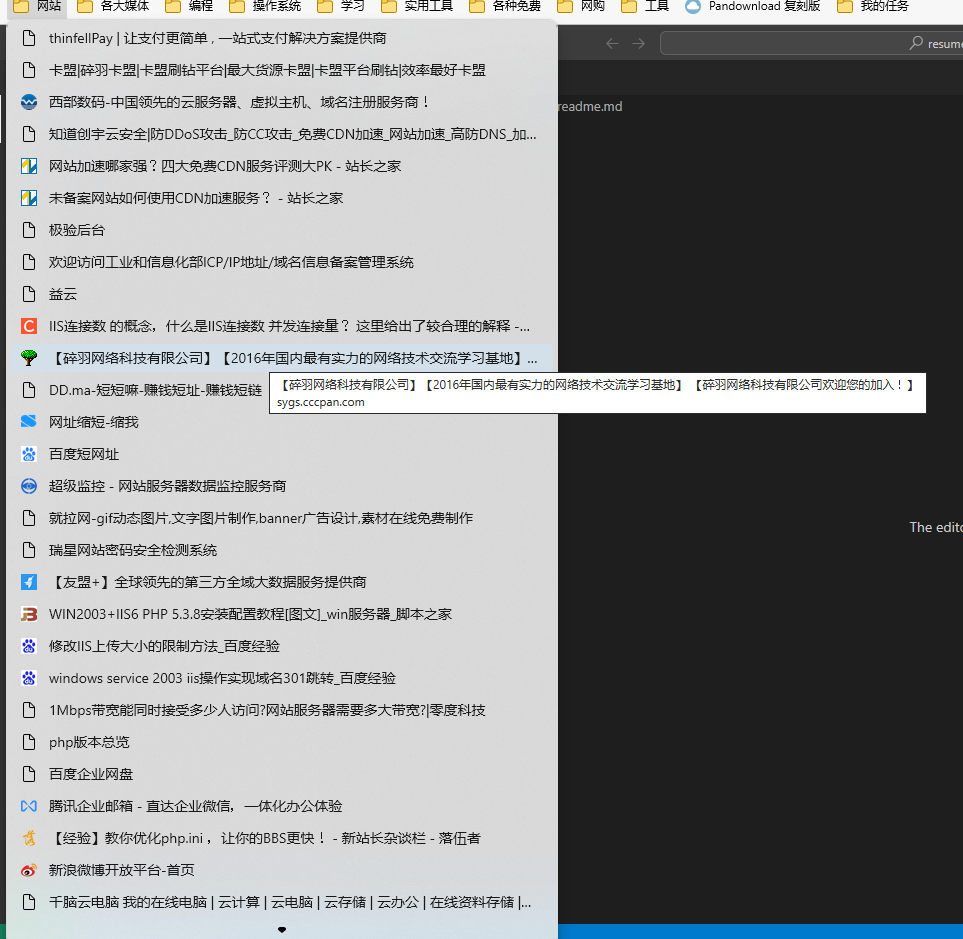 网站 各大媒体 编程 操作系统 学习 实用工具 各种免费 网购 工具 Pandownload 复刻版 我的任务
thinfellPay | 让支付更简单 , 一站式支付解决方案提供商
resume
卡盟|碎羽卡盟|卡盟刷钻平台|最大货源卡盟|卡盟平台刷钻|效率最好卡盟
西部数码-中国领先的云服务器、虚拟主机、域名注册服务商！
readme.md
知道创宇云安全|防DDoS攻击_防CC攻击_免费CDN加速_网站加速_高防DNS_加...
网站加速哪家强？四大免费CDN服务评测大PK - 站长之家
未备案网站如何使用CDN加速服务？ - 站长之家
极验后台
欢迎访问工业和信息化部ICP/IP地址/域名信息备案管理系统
益云
IIS连接数 的概念，什么是IIS连接数 并发连接量？ 这里给出了较合理的解释 -...
【碎羽网络科技有限公司】【2016年国内最有实力的网络技术交流学习基地】...
【碎羽网络科技有限公司】【2016年国内最有实力的网络技术交流学习基地】【碎羽网络科技有限公司欢迎您的加入！】
sygs.cccpan.com
DD.ma-短短嘛-赚钱短址-赚钱短链
网址缩短-缩我
百度短网址
超级监控 - 网站服务器数据监控服务商
就拉网-gif动态图片,文字图片制作,banner广告设计,素材在线免费制作
The edito
瑞星网站密码安全检测系统
【友盟+】全球领先的第三方全域大数据服务提供商
WIN2003+IIS6 PHP 5.3.8安装配置教程[图文]_win服务器_脚本之家
修改IIS上传大小的限制方法_百度经验
windows service 2003 iis操作实现域名301跳转_百度经验
1Mbps带宽能同时接受多少人访问?网站服务器需要多大带宽?|零度科技
php版本总览
百度企业网盘
腾讯企业邮箱 - 直达企业微信，一体化办公体验
【经验】教你优化php.ini ，让你的BBS更快！ - 新站长杂谈栏 - 落伍者
新浪微博开放平台-首页
千脑云电脑 我的在线电脑 | 云计算 | 云电脑 | 云存储 | 云办公 | 在线资料存储 |...